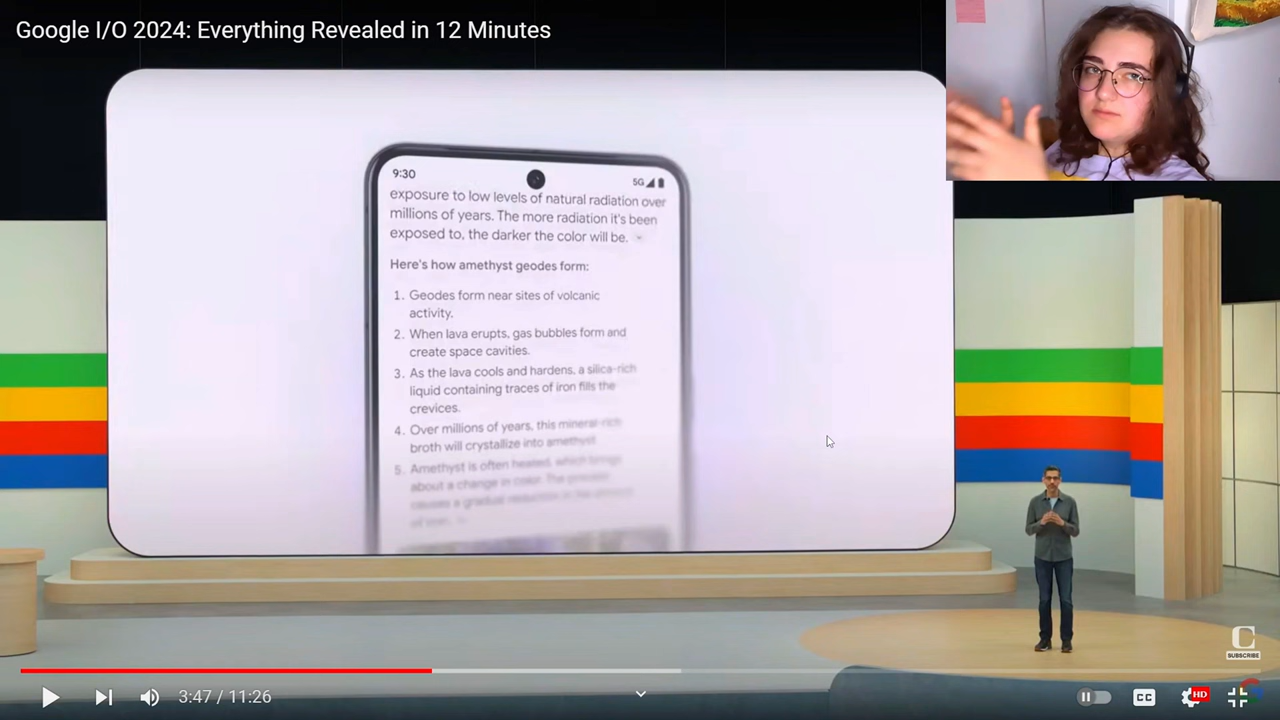 Google I/O 2024: Everything Revealed in 12 Minutes
9:30
5G
exposure to low levels of natural radiation over
millions of years. The more radiation it's been
exposed to, the darker the color will be.
Here's how amethyst geodes form:
1. Geodes form near sites of volcanic
activity.
2. When lava erupts, gas bubbles form and
create space cavities.
3. As the lava cools and hardens, a silica-rich
liquid containing traces of iron fills the
crevices.
4. Over millions of years, this mineral-rich
broth will crystallize into amethyst
5. Amethyst is often heated, which brings
about a change in color. The process
causes a gradual
C
SUBSCRIBE
3:47 / 11:26
CC
HD